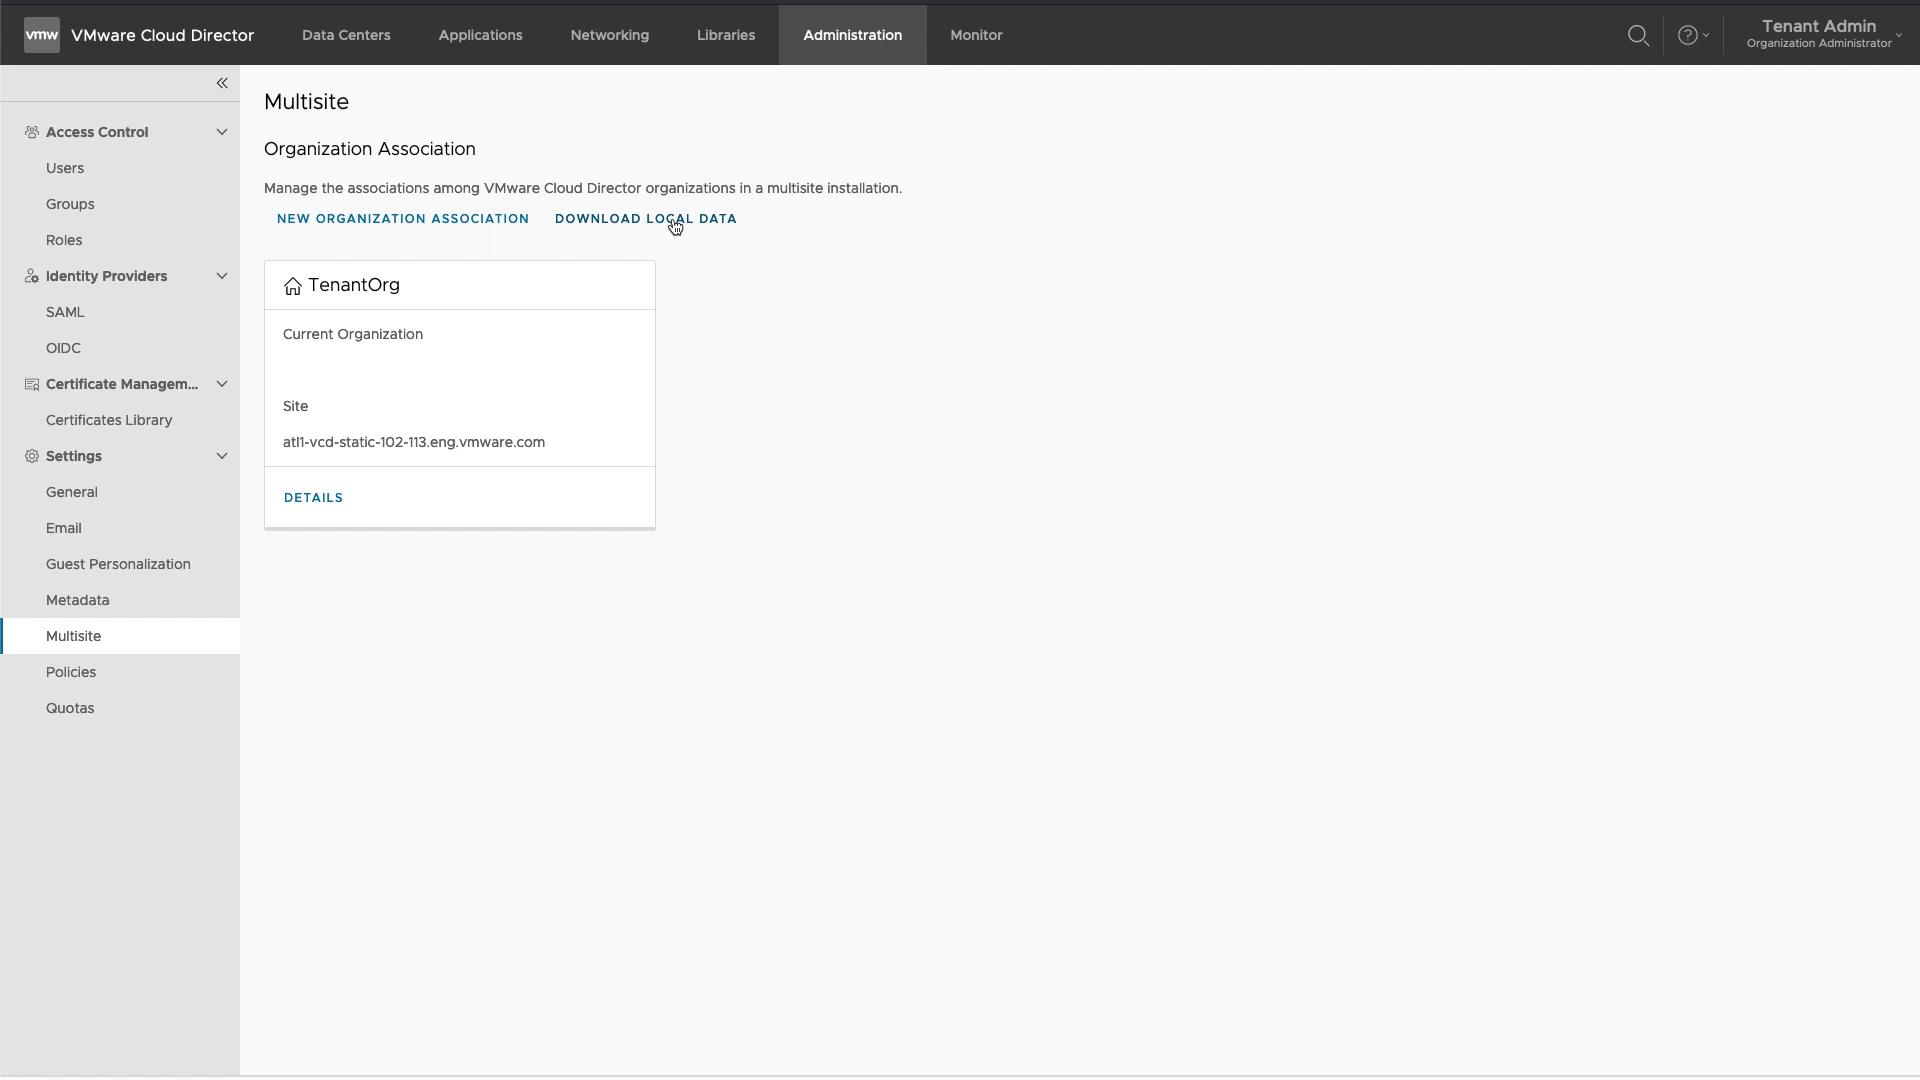 vmw VMware Cloud Director Data Centers Applications Networking Libraries Administration Monitor ? Tenant Admin
Organization Administrator
Access Control
Users
Groups
Roles
Identity Providers
SAML
OIDC
Certificate Managem...
Certificates Library
Settings
General
Email
Guest Personalization
Metadata
Multisite
Policies
Quotas
Multisite
Organization Association
Manage the associations among VMware Cloud Director organizations in a multisite installation.
NEW ORGANIZATION ASSOCIATION DOWNLOAD LOCAL DATA
TenantOrg
Current Organization
Site
atl1-vcd-static-102-113.eng.vmware.com
DETAILS